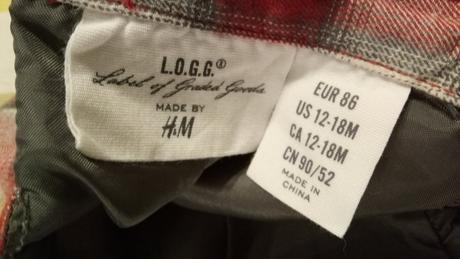 L.O.G.G.®
Label of Graded Goods
MADE BY
H&M
EUR 86
US 12-18M
CA 12-18M
CN 90/52
MADE IN
CHINA